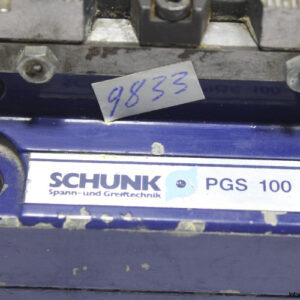 9833
SCHUNK PGS 100
Spann- und Greiftechnik